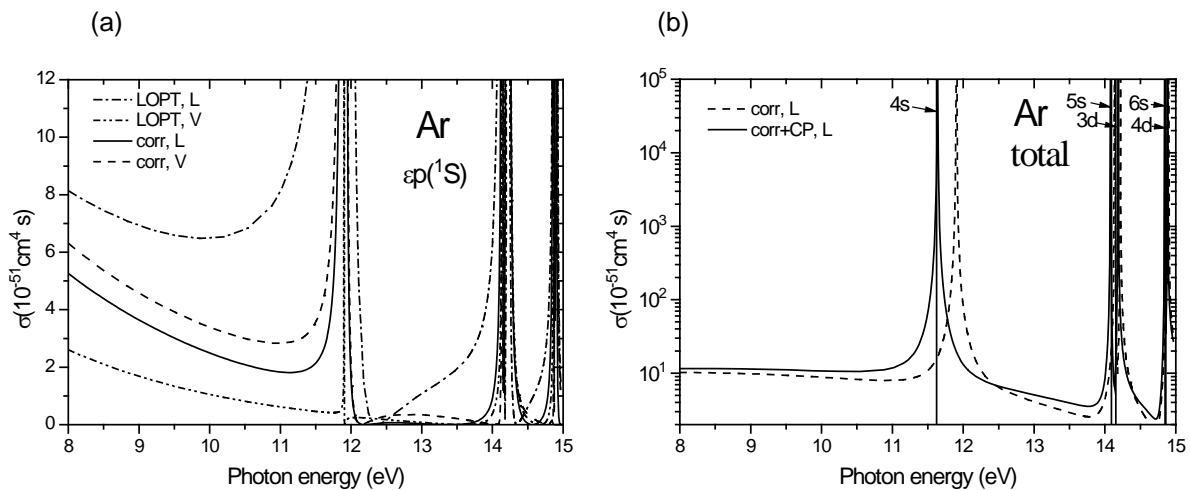 (a)
(b)
12
10
8
6
4
2
0
σ(10⁻⁵¹cm⁴ s)
LOPT, L
LOPT, V
corr, L
corr, V
Ar
εp(¹S)
8 9 10 11 12 13 14 15
Photon energy (eV)
10⁵
10⁴
10³
10²
10¹
σ(10⁻⁵¹cm⁴ s)
corr, L
corr+CP, L
4s
Ar
total
5s
3d
6s
4d
8 9 10 11 12 13 14 15
Photon energy (eV)